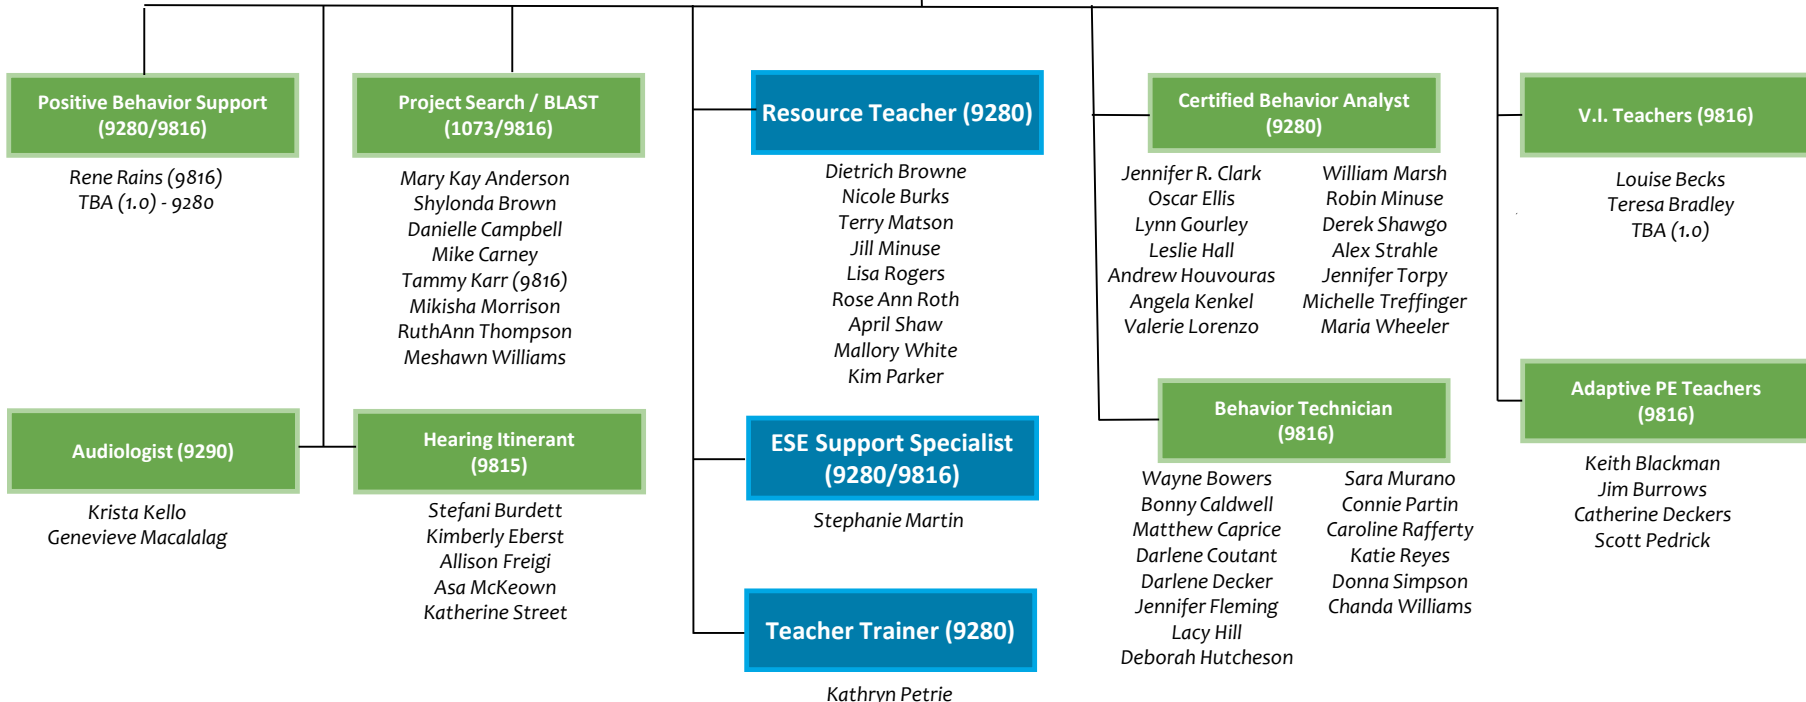 Positive Behavior Support
(9280/9816)
Rene Rains (9816)
TBA (1.0) - 9280
Project Search / BLAST
(1073/9816)
Mary Kay Anderson
Shylonda Brown
Danielle Campbell
Mike Carney
Tammy Karr (9816)
Mikisha Morrison
RuthAnn Thompson
Meshawn Williams
Resource Teacher (9280)
Dietrich Browne
Nicole Burks
Terry Matson
Jill Minuse
Lisa Rogers
Rose Ann Roth
April Shaw
Mallory White
Kim Parker
Certified Behavior Analyst
(9280)
Jennifer R. Clark
Oscar Ellis
Lynn Gourley
Leslie Hall
Andrew Houvouras
Angela Kenkel
Valerie Lorenzo
William Marsh
Robin Minuse
Derek Shawgo
Alex Strahle
Jennifer Torpy
Michelle Treffinger
Maria Wheeler
V.I. Teachers (9816)
Louise Becks
Teresa Bradley
TBA (1.0)
Audiologist (9290)
Krista Kello
Genevieve Macalalag
Hearing Itinerant
(9815)
Stefani Burdett
Kimberly Eberst
Allison Freigi
Asa McKeown
Katherine Street
ESE Support Specialist
(9280/9816)
Stephanie Martin
Teacher Trainer (9280)
Kathryn Petrie
Behavior Technician
(9816)
Wayne Bowers
Bonny Caldwell
Matthew Caprice
Darlene Coutant
Darlene Decker
Jennifer Fleming
Lacy Hill
Deborah Hutcheson
Sara Murano
Connie Partin
Caroline Rafferty
Katie Reyes
Donna Simpson
Chanda Williams
Adaptive PE Teachers
(9816)
Keith Blackman
Jim Burrows
Catherine Deckers
Scott Pedrick